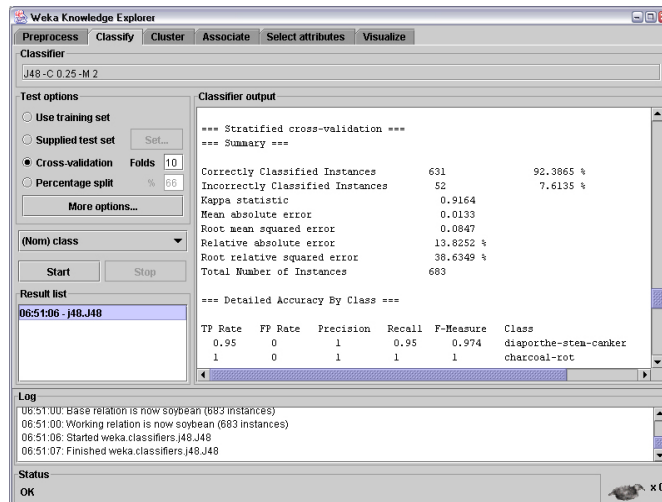 Weka Knowledge Explorer
Preprocess Classify Cluster Associate Select attributes Visualize
Classifier
J48 -C 0.25 -M 2
Test options
Use training set
Supplied test set Set...
Cross-validation Folds 10
Percentage split % 66
More options...
(Nom) class
Start Stop
Result list
06:51:06 - j48.J48
Classifier output
=== Stratified cross-validation ===
=== Summary ===
Correctly Classified Instances 631 92.3865 %
Incorrectly Classified Instances 52 7.6135 %
Kappa statistic 0.9164
Mean absolute error 0.0133
Root mean squared error 0.0847
Relative absolute error 13.8252 %
Root relative squared error 38.6349 %
Total Number of Instances 683
=== Detailed Accuracy By Class ===
TP Rate FP Rate Precision Recall F-Measure Class
0.95 0 1 0.95 0.974 diaporthe-stem-canker
1 0 1 1 1 charcoal-rot
Log
06:51:00: Base relation is now soybean (683 instances)
06:51:00: Working relation is now soybean (683 instances)
06:51:06: Started weka.classifiers.j48.J48
06:51:07: Finished weka.classifiers.j48.J48
Status
OK
x 0